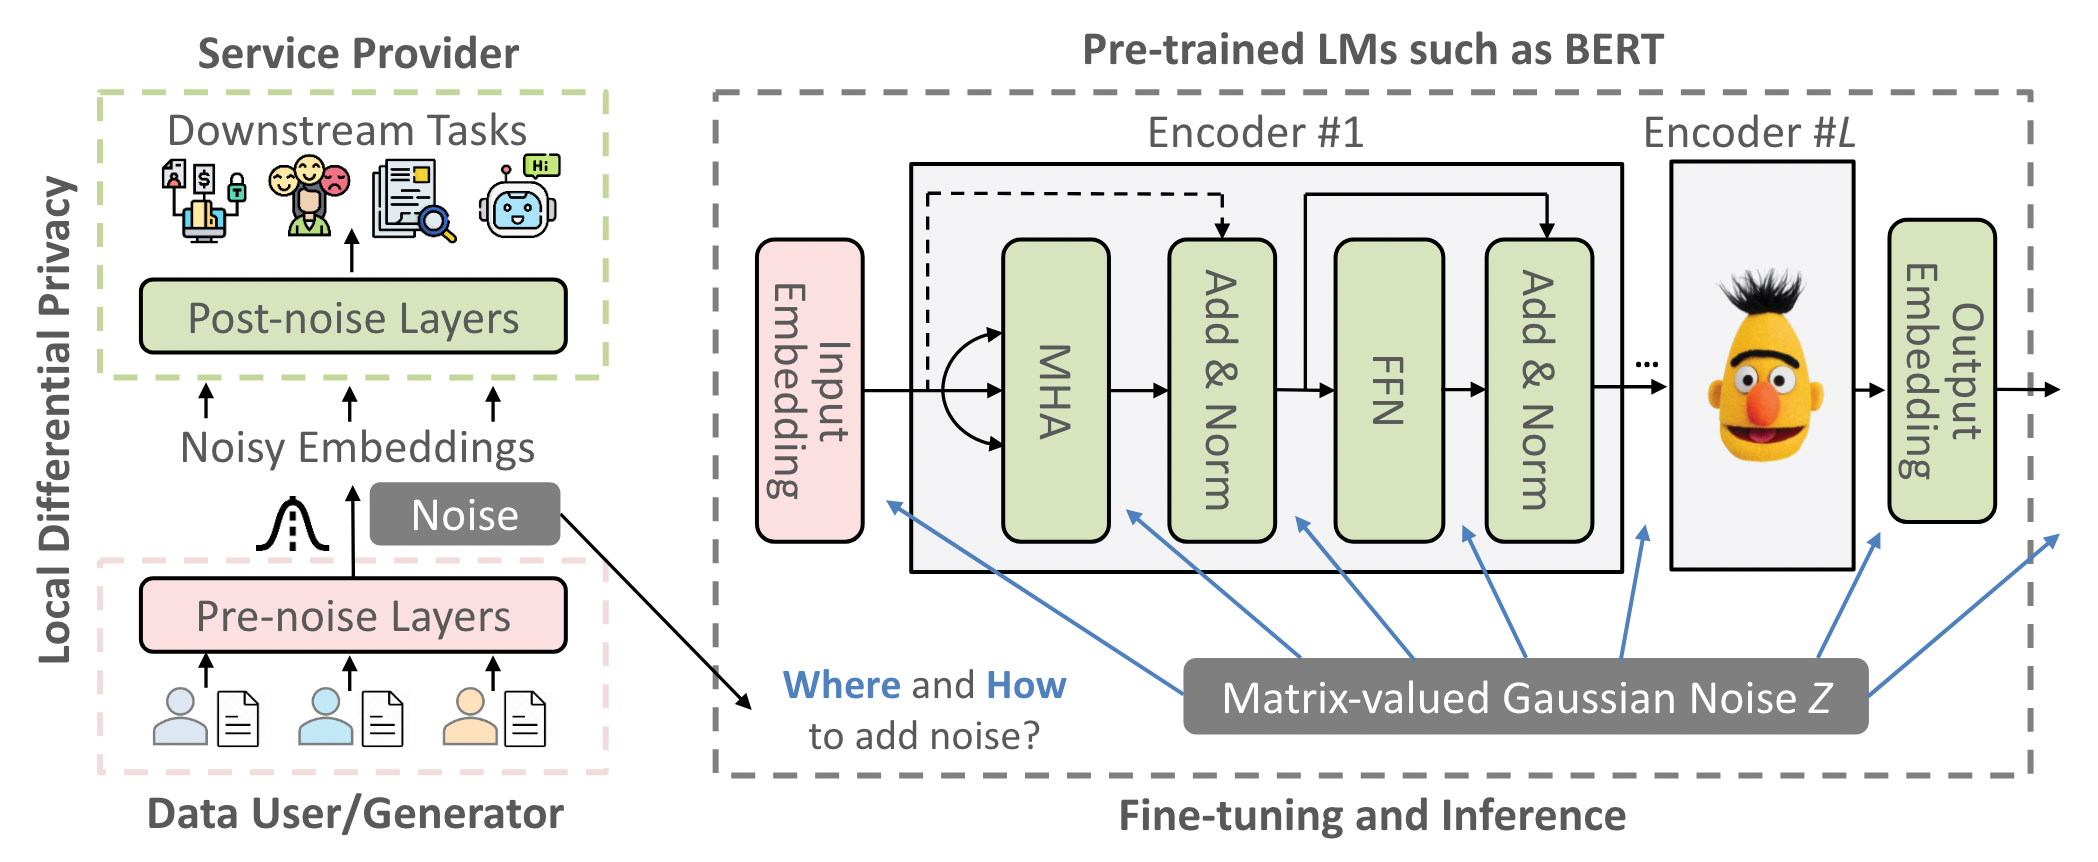 Service Provider
Downstream Tasks
$
T
Hi
Post-noise Layers
Noisy Embeddings
Noise
Pre-noise Layers
Data User/Generator
Local Differential Privacy
Pre-trained LMs such as BERT
Encoder #1
Encoder #L
Input
Embedding
MHA
Add & Norm
FFN
Add & Norm
...
Output
Embedding
Where and How
to add noise?
Matrix-valued Gaussian Noise Z
Fine-tuning and Inference